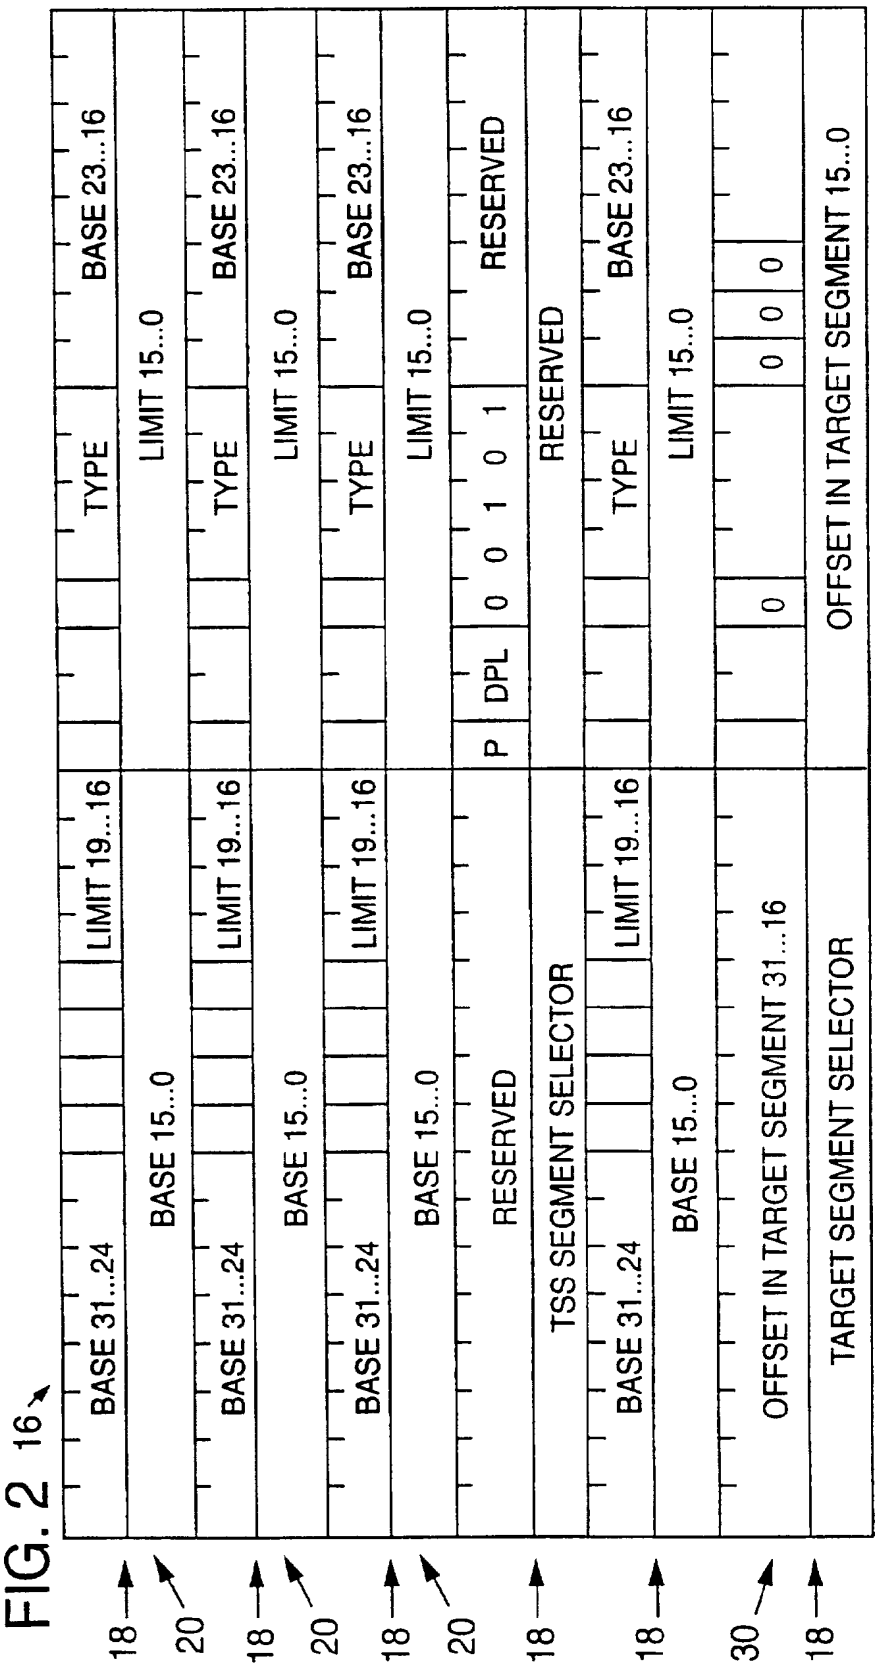 FIG. 2
16
BASE 31...24 LIMIT 19...16 TYPE BASE 23...16
18
BASE 15...0 LIMIT 15...0
20
BASE 31...24 LIMIT 19...16 TYPE BASE 23...16
18
BASE 15...0 LIMIT 15...0
20
BASE 31...24 LIMIT 19...16 TYPE BASE 23...16
18
BASE 15...0 LIMIT 15...0
20
RESERVED P DPL 0 0 1 0 1 RESERVED
18
TSS SEGMENT SELECTOR RESERVED
BASE 31...24 LIMIT 19...16 TYPE BASE 23...16
18
BASE 15...0 LIMIT 15...0
OFFSET IN TARGET SEGMENT 31...16 0 0 0 0
30
18
TARGET SEGMENT SELECTOR OFFSET IN TARGET SEGMENT 15...0